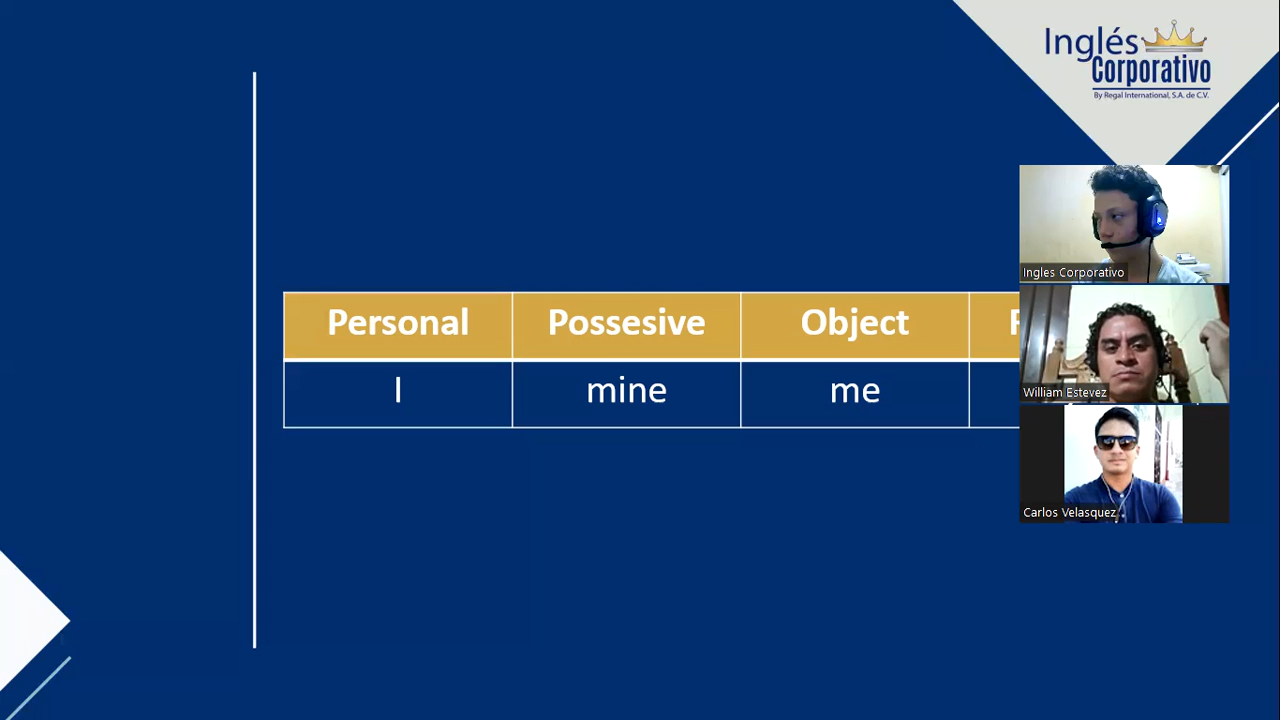 Inglés
Corporativo
By Regal International, S.A. de C.V.
Personal Possesive Object
I mine me
Ingles Corporativo
William Estevez
Carlos Velasquez